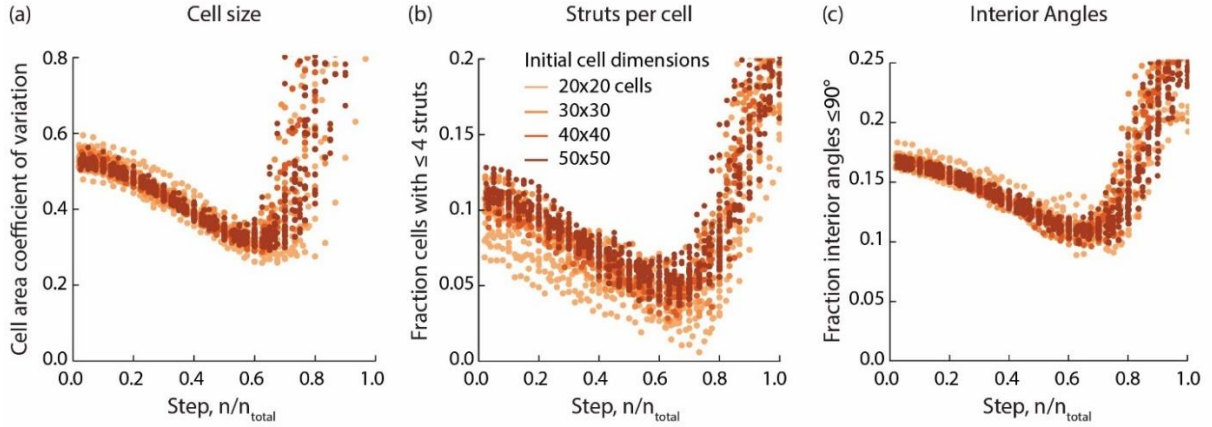 (a) Cell size
Cell area coefficient of variation
0.8
0.6
0.4
0.2
0.0
0.0 0.2 0.4 0.6 0.8 1.0
Step, n/n_total
(b) Struts per cell
Fraction cells with ≤ 4 struts
0.2
0.15
0.1
0.05
0.0
Initial cell dimensions
20x20 cells
30x30
40x40
50x50
0.0 0.2 0.4 0.6 0.8 1.0
Step, n/n_total
(c) Interior Angles
Fraction interior angles ≤90°
0.25
0.2
0.15
0.1
0.05
0.0
0.0 0.2 0.4 0.6 0.8 1.0
Step, n/n_total